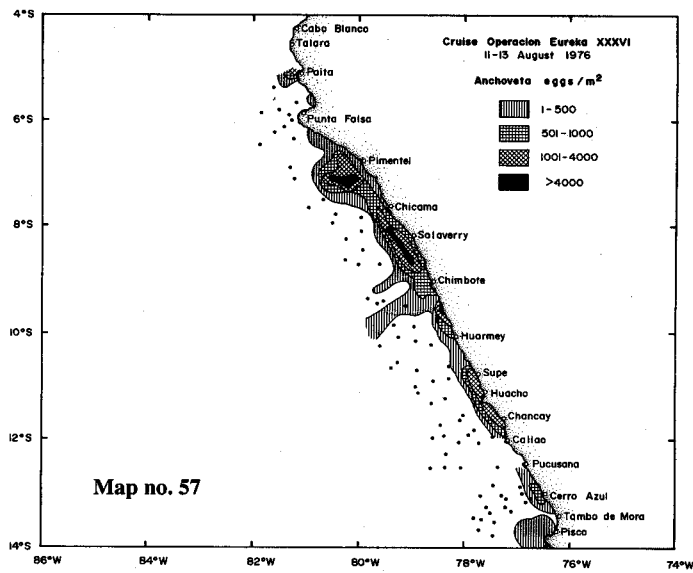 4°S
Cabo Blanco
Talara
Cruise Operacion Eureka XXXVI
11-13 August 1976
Paita
Anchoveta eggs/m²
1-500
6°S
Punta Falsa
501-1000
Pimentel
1001-4000
>4000
Chicama
8°S
Salaverry
Chimbote
10°S
Huarmey
Supe
Huacho
Chancay
12°S
Callao
Pucusana
Map no. 57
Cerro Azul
Tambo de Mora
14°S
Pisco
86°W
84°W
82°W
80°W
78°W
76°W
74°W